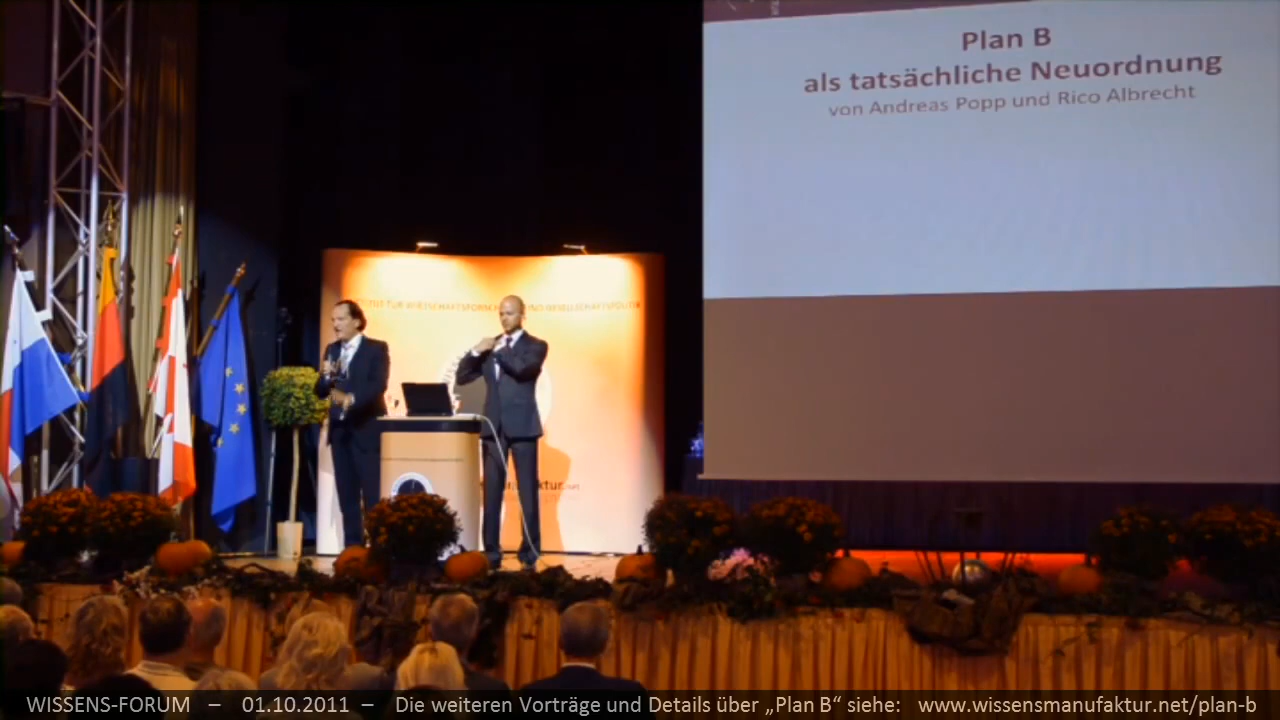 Plan B
als tatsächliche Neuordnung
von Andreas Popp und Rico Albrecht
WISSENS-FORUM – 01.10.2011 – Die weiteren Vorträge und Details über „Plan B“ siehe: www.wissensmanufaktur.net/plan-b